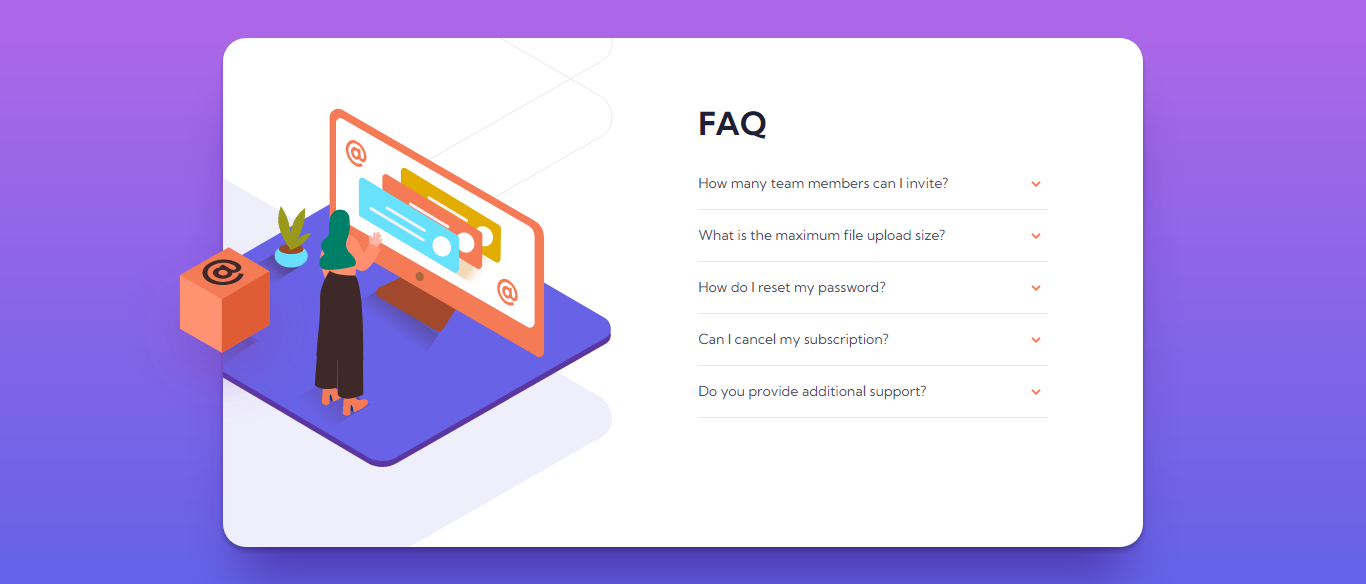 FAQ
How many team members can I invite?
What is the maximum file upload size?
How do I reset my password?
Can I cancel my subscription?
Do you provide additional support?
@
@
@